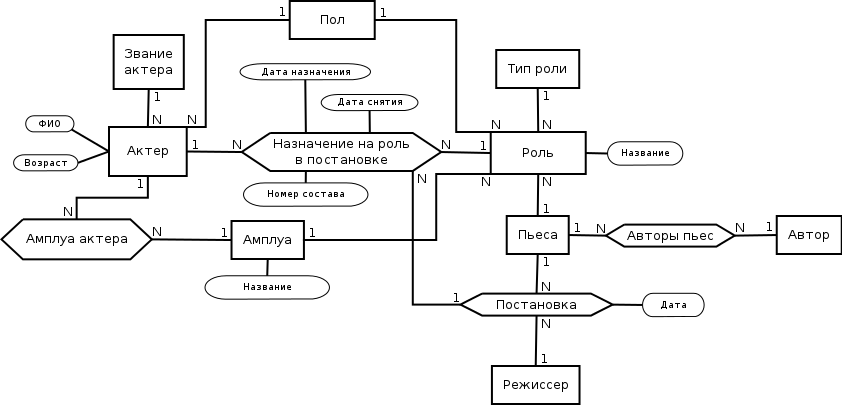 1
Пол
1
Звание
актера
Тип роли
Дата назначения
1
1
Дата снятия
ФИО
N
N
N
N
Актер
1
N
Назначение на роль
в постановке
N
1
Роль
Название
Возраст
1
N
N
N
Номер состава
N
1
Амплуа актера
N
1
Амплуа
1
Пьеса
1
N
Авторы пьес
N
1
Автор
1
Название
N
1
Постановка
Дата
N
1
Режиссер